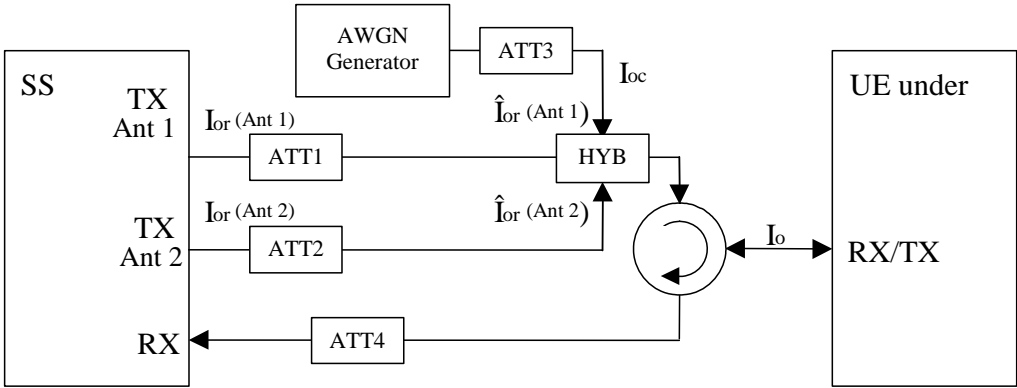 AWGN
Generator
ATT3
Ioc
SS
TX
Ant 1
Ior (Ant 1)
ATT1
Îor (Ant 1)
HYB
TX
Ant 2
Ior (Ant 2)
ATT2
Îor (Ant 2)
Io
UE under
RX/TX
RX
ATT4